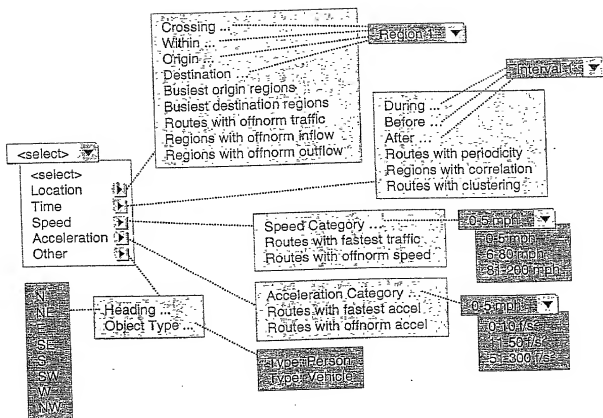 Crossing ...
Within ...
Origin ...
Destination ...
Busiest origin regions
Busiest destination regions
Routes with offnorm traffic
Regions with offnorm inflow
Regions with offnorm outflow
Region 1
Interval 1
During ...
Before ...
After ...
Routes with periodicity
Regions with correlation
Routes with clustering
<select>
<select>
Location
Time
Speed
Acceleration
Other
Speed Category ...
Routes with fastest traffic
Routes with offnorm speed
0-5 mph
0-5 mph
6-80 mph
81-200 mph
Acceleration Category ...
Routes with fastest accel
Routes with offnorm accel
0-5 mph
0-10 f/s²
11-50 f/s²
51-300 f/s²
Heading ...
Object Type ...
Type: Person
Type: Vehicle
N
NE
E
SE
S
SW
W
NW